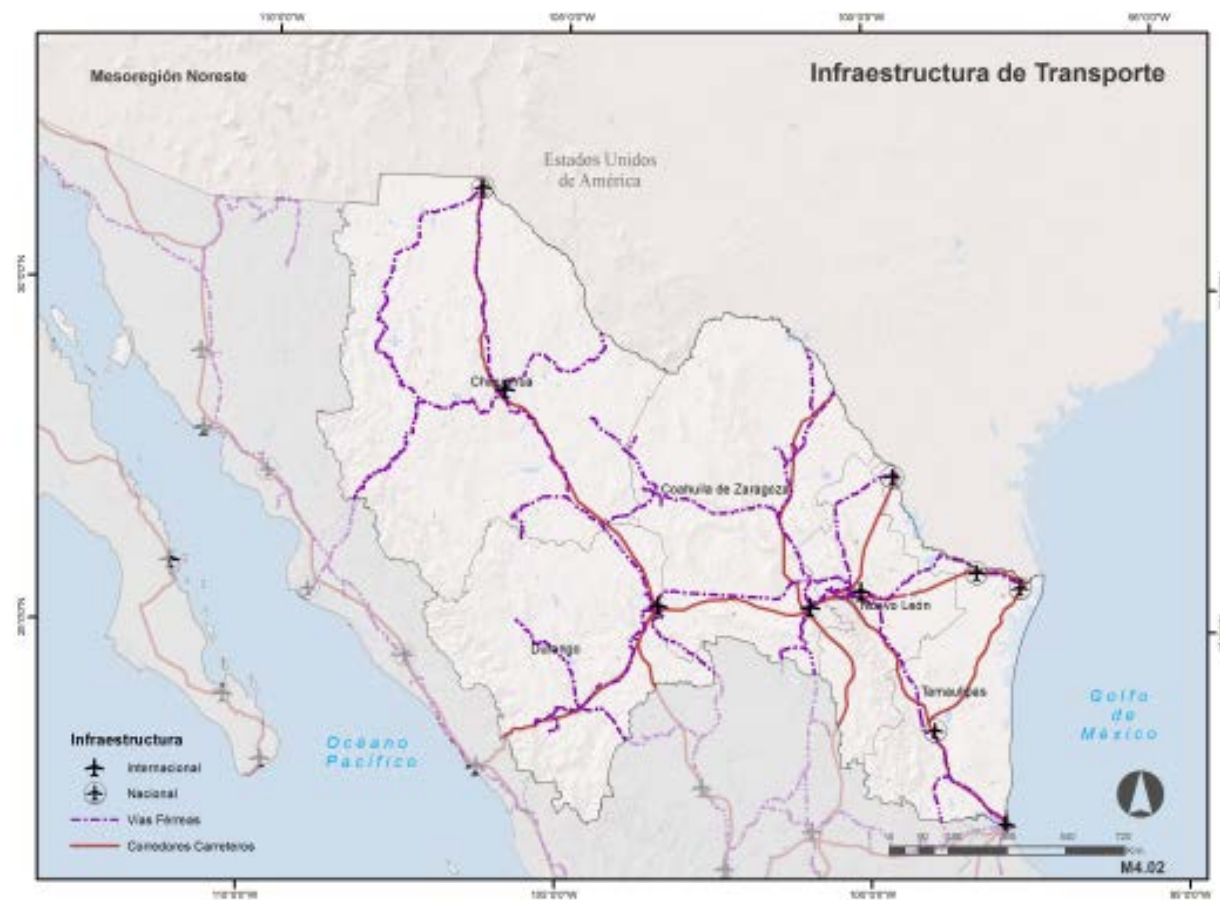 Mesoregión Noreste
Infraestructura de Transporte
Estados Unidos
de América
Chihuahua
Coahuila de Zaragoza
Nuevo León
Durango
Tamaulipas
Golfo
de
México
Océano
Pacífico
Infraestructura
Internacional
Nacional
Vías Férreas
Corredores Carreteros
Km
M4.02